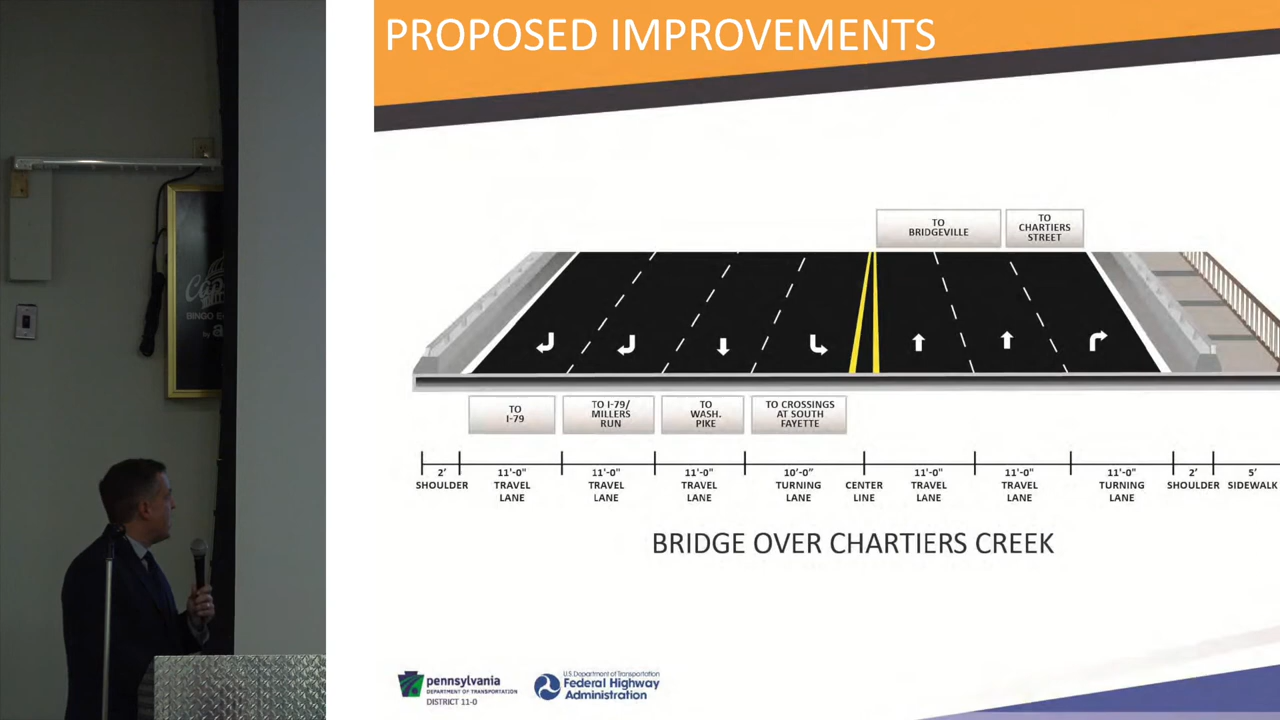 PROPOSED IMPROVEMENTS
TO
BRIDGEVILLE
TO
CHARTIERS
STREET
TO
I-79
TO I-79/
MILLERS
RUN
TO
WASH.
PIKE
TO CROSSINGS
AT SOUTH
FAYETTE
2'
SHOULDER
11'-0"
TRAVEL
LANE
11'-0"
TRAVEL
LANE
11'-0"
TRAVEL
LANE
10'-0"
TURNING
LANE
CENTER
LINE
11'-0"
TRAVEL
LANE
11'-0"
TRAVEL
LANE
11'-0"
TURNING
LANE
2'
SHOULDER
5'
SIDEWALK
BRIDGE OVER CHARTIERS CREEK
pennsylvania
DEPARTMENT OF TRANSPORTATION
DISTRICT 11-0
U.S. Department of Transportation
Federal Highway
Administration
BINGO
by